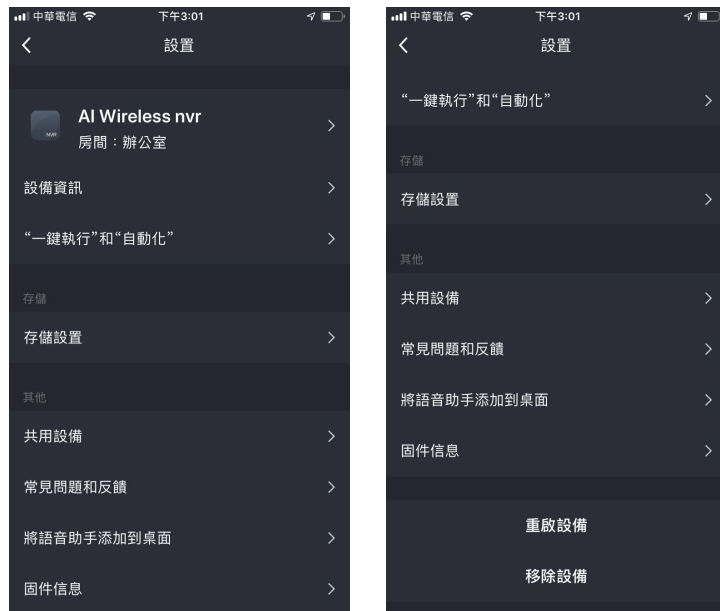 中華電信
下午3:01
設置
AI Wireless nvr
NVR
房間：辦公室
設備資訊
“一鍵執行”和“自動化”
存儲
存儲設置
其他
共用設備
常見問題和反饋
將語音助手添加到桌面
固件信息
中華電信
下午3:01
設置
“一鍵執行”和“自動化”
存儲
存儲設置
其他
共用設備
常見問題和反饋
將語音助手添加到桌面
固件信息
重啟設備
移除設備